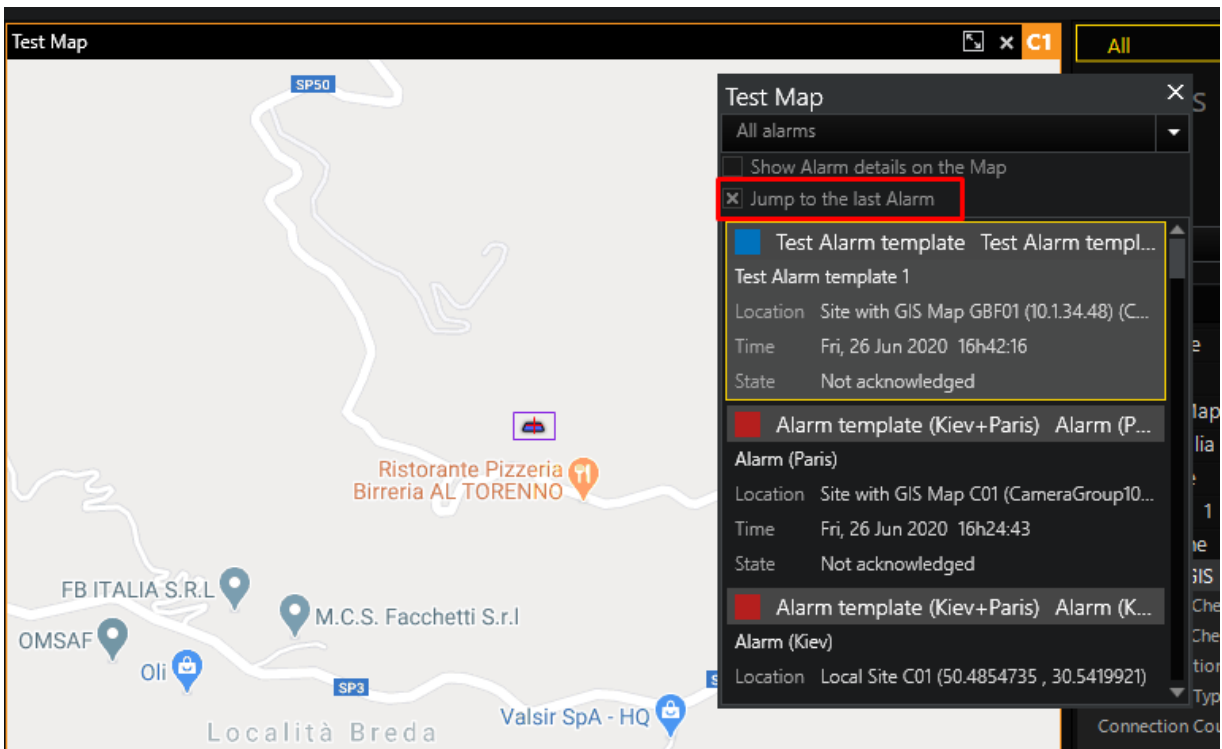 Test Map
C1
All
SP50
Test Map
All alarms
Show Alarm details on the Map
Jump to the last Alarm
Test Alarm template Test Alarm templ...
Test Alarm template 1
Location Site with GIS Map GBF01 (10.1.34.48) (C...
Time Fri, 26 Jun 2020 16h42:16
State Not acknowledged
Alarm template (Kiev+Paris) Alarm (P...
Alarm (Paris)
Location Site with GIS Map C01 (CameraGroup10...
Time Fri, 26 Jun 2020 16h24:43
State Not acknowledged
Alarm template (Kiev+Paris) Alarm (K...
Alarm (Kiev)
Location Local Site C01 (50.4854735 , 30.5419921)
Ristorante Pizzeria
Birreria AL TORENNO
FB ITALIA S.R.L
M.C.S. Facchetti S.r.l
OMSAF
Oli
SP3
Valsir SpA - HQ
Località Breda
1
GIS
Connection Cou